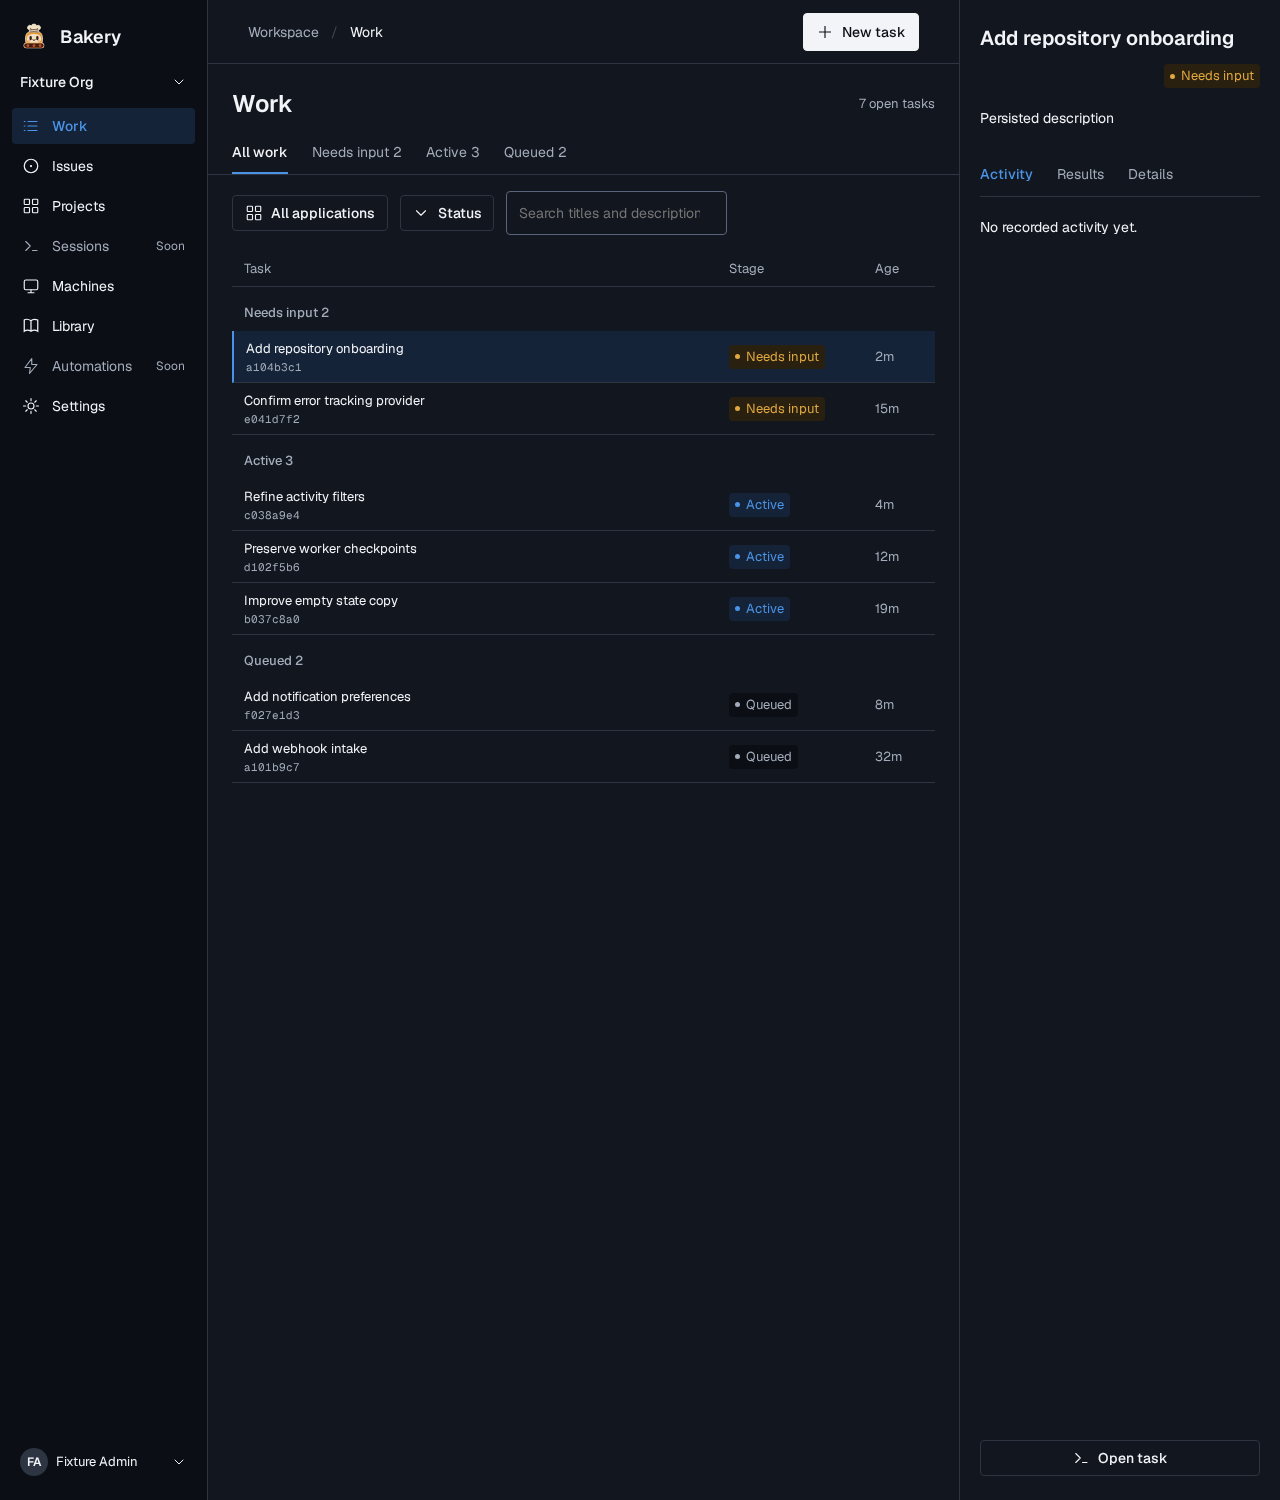 Bakery
Fixture Org
Work
Issues
Projects
Sessions Soon
Machines
Library
Automations Soon
Settings
FA Fixture Admin
Workspace / Work
New task
Work
7 open tasks
All work Needs input 2 Active 3 Queued 2
All applications Status Search titles and description
Task Stage Age
Needs input 2
Add repository onboarding
a104b3c1
Needs input 2m
Confirm error tracking provider
e041d7f2
Needs input 15m
Active 3
Refine activity filters
c038a9e4
Active 4m
Preserve worker checkpoints
d102f5b6
Active 12m
Improve empty state copy
b037c8a0
Active 19m
Queued 2
Add notification preferences
f027e1d3
Queued 8m
Add webhook intake
a101b9c7
Queued 32m
Add repository onboarding
Needs input
Persisted description
Activity Results Details
No recorded activity yet.
Open task